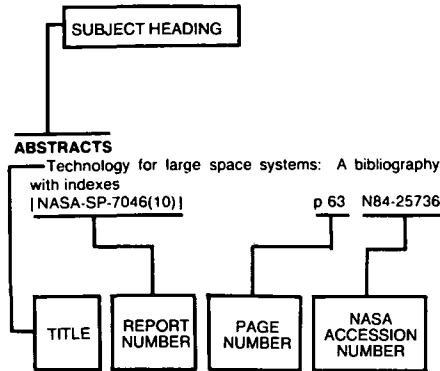 SUBJECT HEADING
ABSTRACTS
Technology for large space systems: A bibliography
with indexes
| NASA-SP-7046(10) | p 63 N84-25736
TITLE
REPORT
NUMBER
PAGE
NUMBER
NASA
ACCESSION
NUMBER